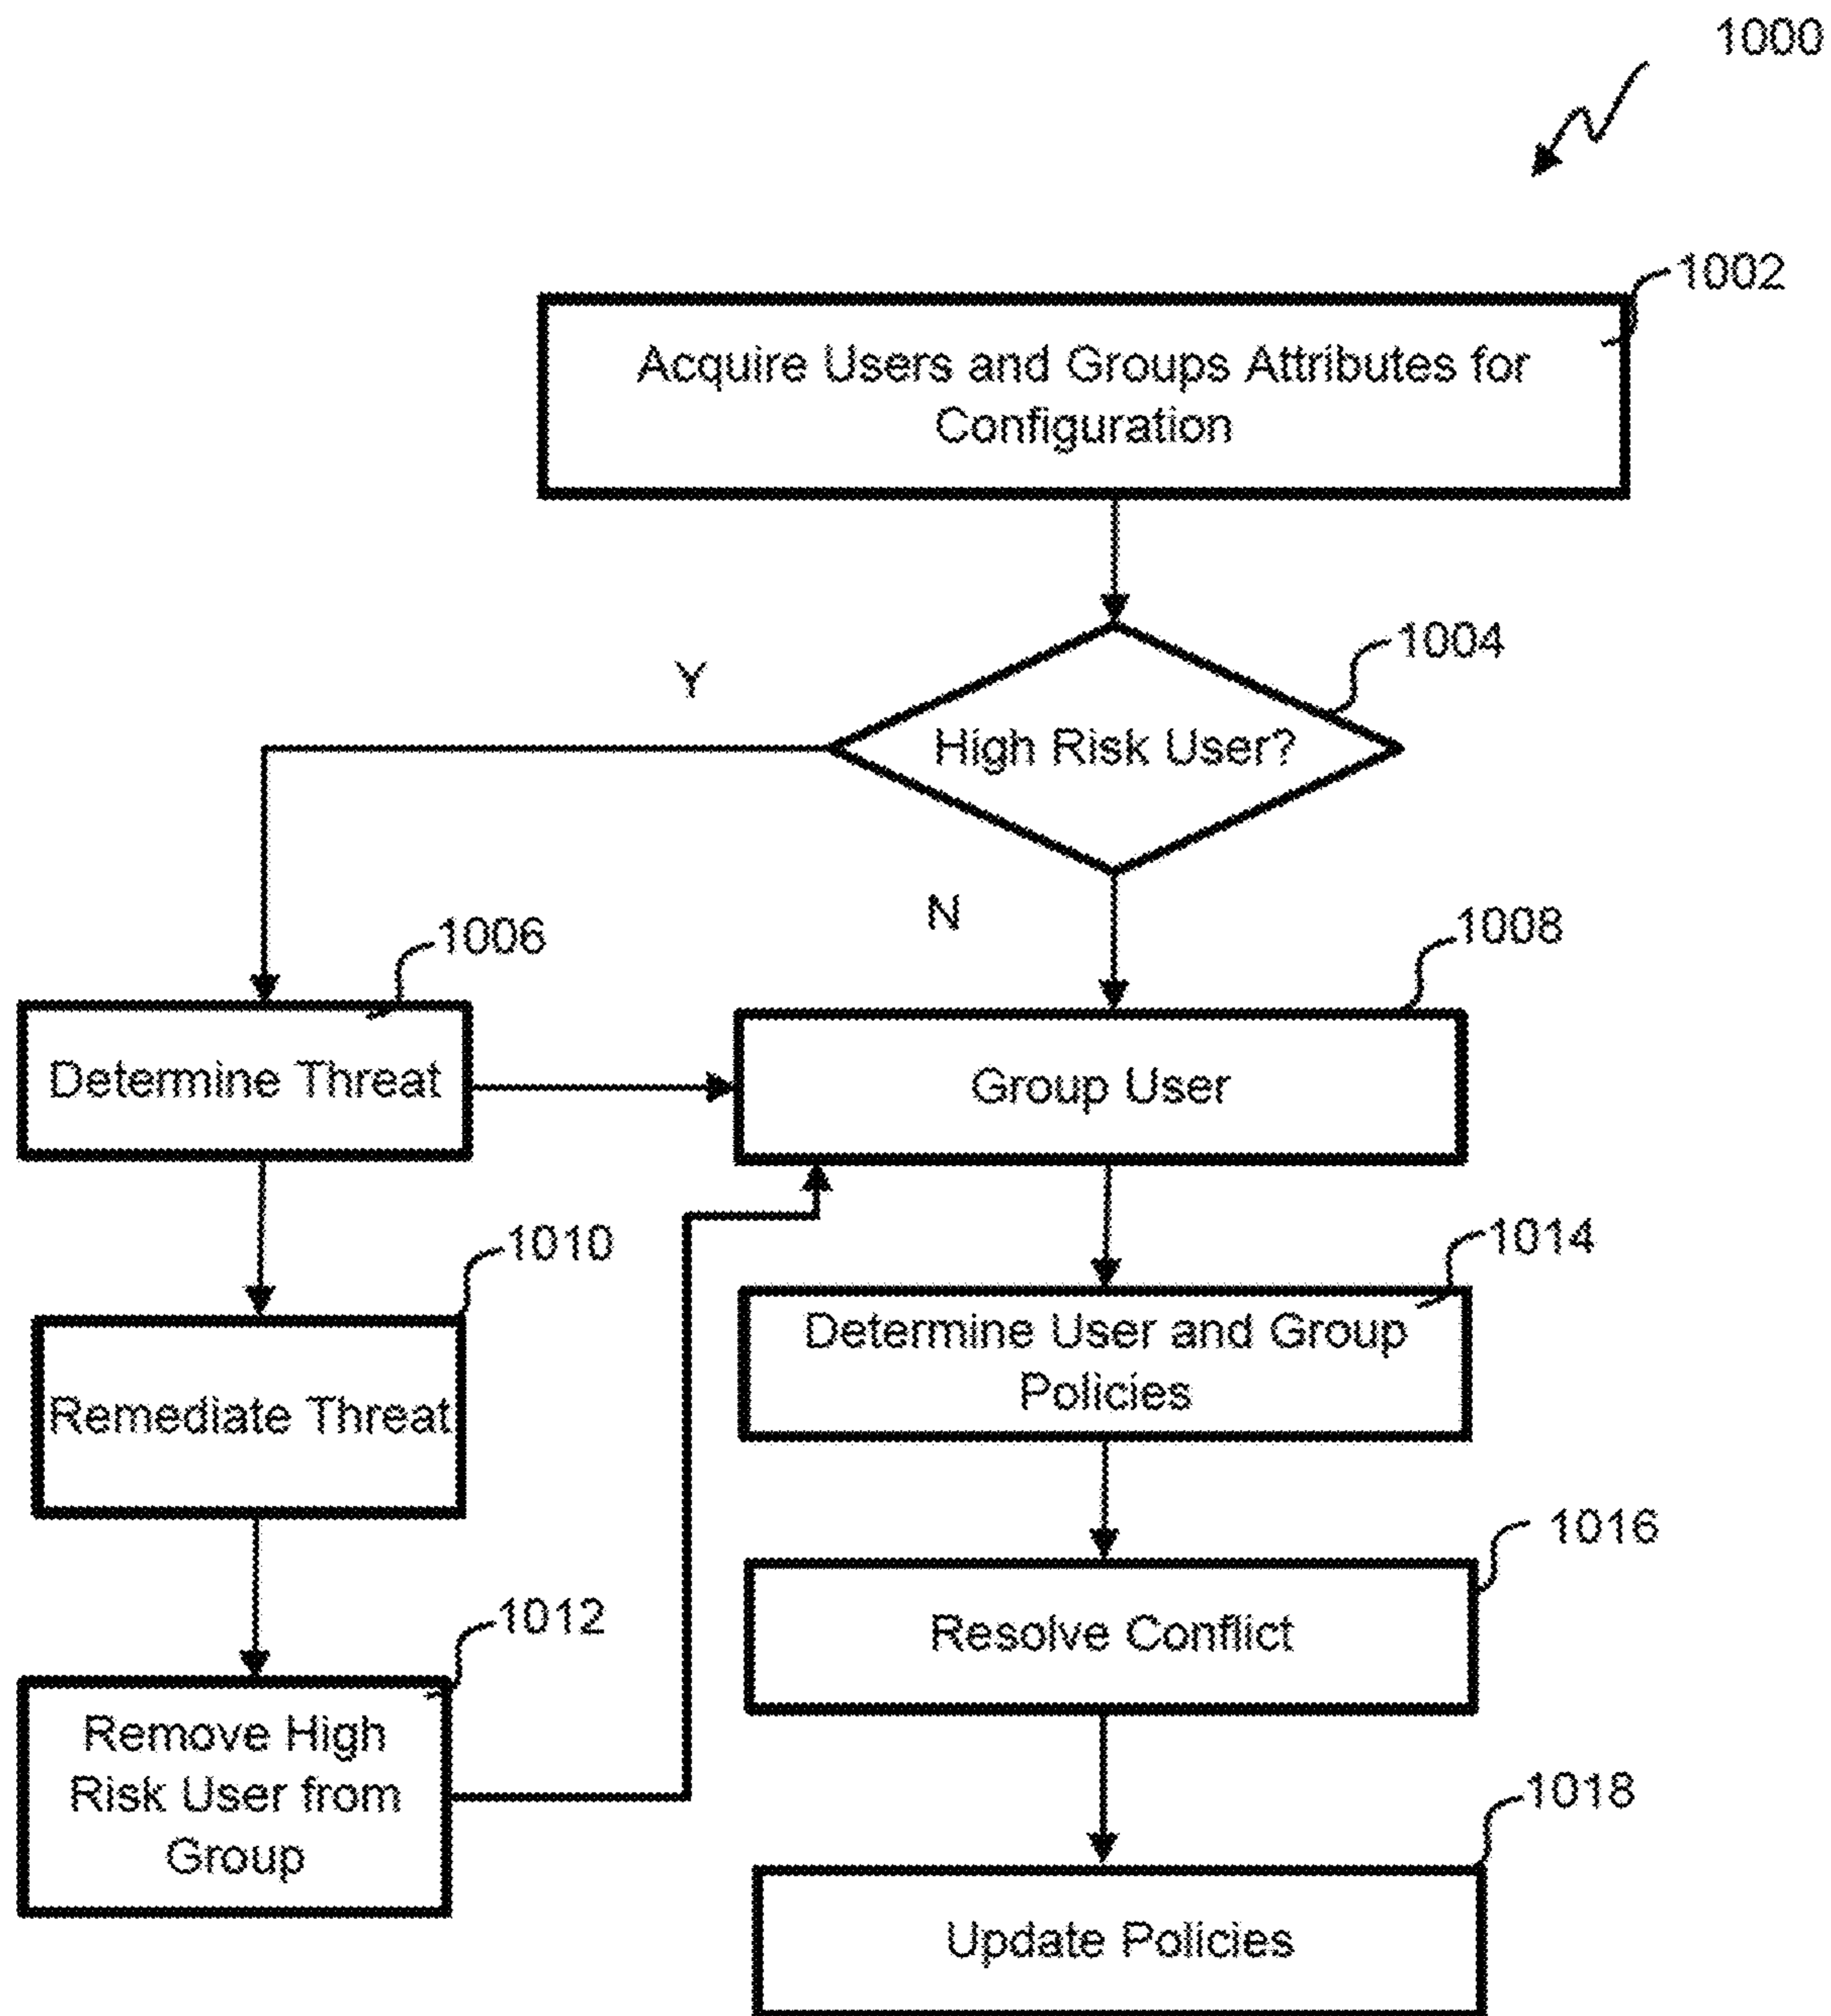 1000
1002
Acquire Users and Groups Attributes for
Configuration
1004
Y
High Risk User?
N
1006
1008
Determine Threat
Group User
1010
1014
Determine User and Group
Policies
Remediate Threat
1016
1012
Resolve Conflict
Remove High
Risk User from
Group
1018
Update Policies